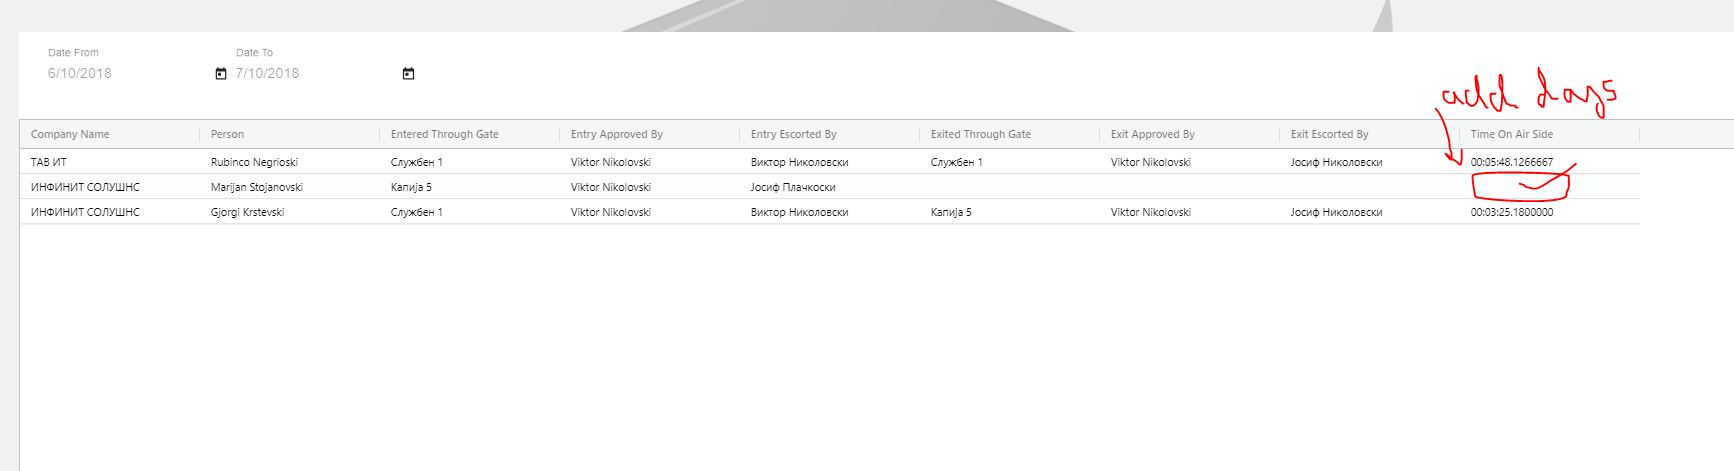 Date From Date To
6/10/2018 7/10/2018
add days
Company Name Person Entered Through Gate Entry Approved By Entry Escorted By Exited Through Gate Exit Approved By Exit Escorted By Time On Air Side
ТАВ ИТ Rubinco Negrioski Службен 1 Viktor Nikolovski Виктор Николовски Службен 1 Viktor Nikolovski Јосиф Николовски 00:05:48.1266667
ИНФИНИТ СОЛУШНС Marijan Stojanovski Капија 5 Viktor Nikolovski Јосиф Плачкоски
ИНФИНИТ СОЛУШНС Gjorgi Krstevski Службен 1 Viktor Nikolovski Виктор Николовски Капија 5 Viktor Nikolovski Јосиф Николовски 00:03:25.1800000